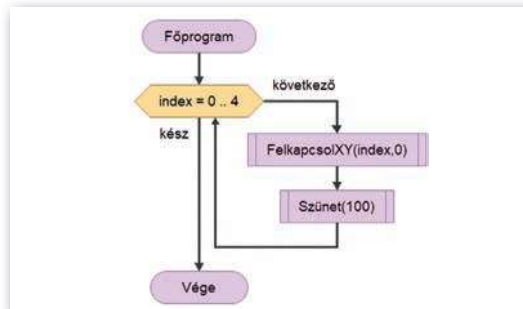 Főprogram
következő
index = 0 .. 4
kész
FelkapcsolXY(index,0)
Szünet(100)
Vége